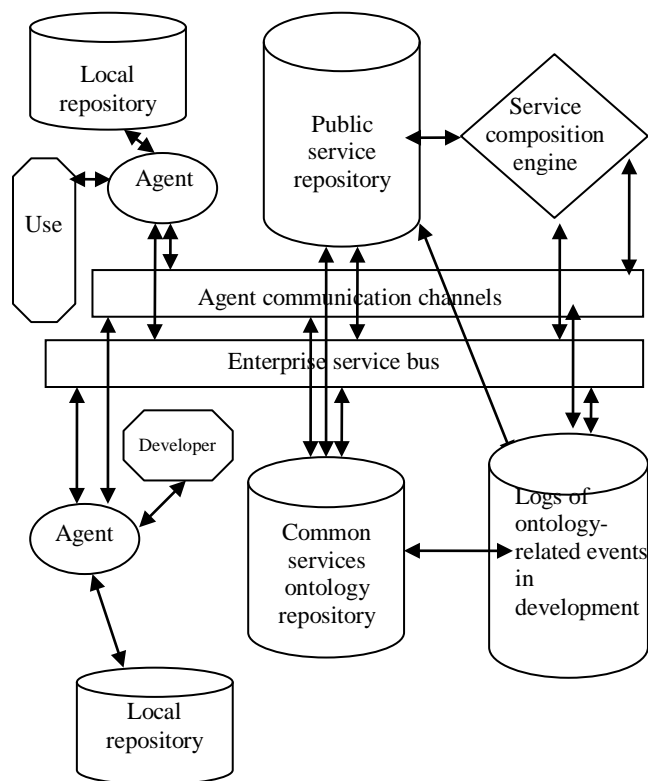 Local
repository
Public
service
repository
Service
composition
engine
Agent
Use
Agent communication channels
Enterprise service bus
Developer
Agent
Common
services
ontology
repository
Logs of
ontology-
related events
in
development
Local
repository